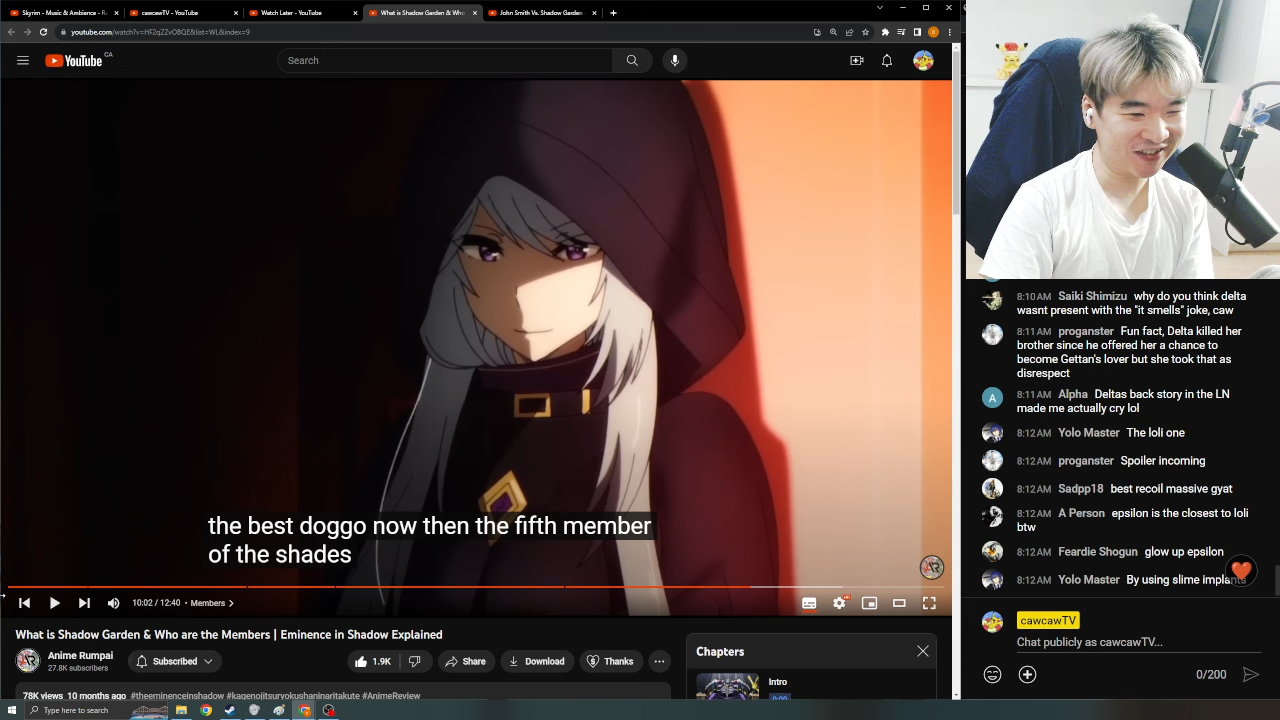 Skyrim - Music & Ambience - R
cawcawTV - YouTube
Watch Later - YouTube
What is Shadow Garden & Who
John Smith Vs. Shadow Garden
youtube.com/watch?v=HF2qZZvOBQE&list=WL&index=9
YouTube CA
Search
the best doggo now then the fifth member
of the shades
10:02 / 12:40 • Members
HD
What is Shadow Garden & Who are the Members | Eminence in Shadow Explained
Anime Rumpai
27.8K subscribers
Subscribed
1.9K
Share
Download
Thanks
78K views 10 months ago #theeminenceinshadow #kagenojitsuryokushaninaritakute #AnimeReview
Chapters
Intro
0:00
Type here to search
8:10 AM Saiki Shimizu why do you think delta
wasnt present with the "it smells" joke, caw
8:11 AM proganster Fun fact, Delta killed her
brother since he offered her a chance to
become Gettan's lover but she took that as
disrespect
A
8:11 AM Alpha Deltas back story in the LN
made me actually cry lol
8:12 AM Yolo Master The loli one
8:12 AM proganster Spoiler incoming
8:12 AM Sadpp18 best recoil massive gyat
8:12 AM A Person epsilon is the closest to loli
btw
8:12 AM Feardie Shogun glow up epsilon
8:12 AM Yolo Master By using slime implants
cawcawTV
Chat publicly as cawcawTV...
0/200